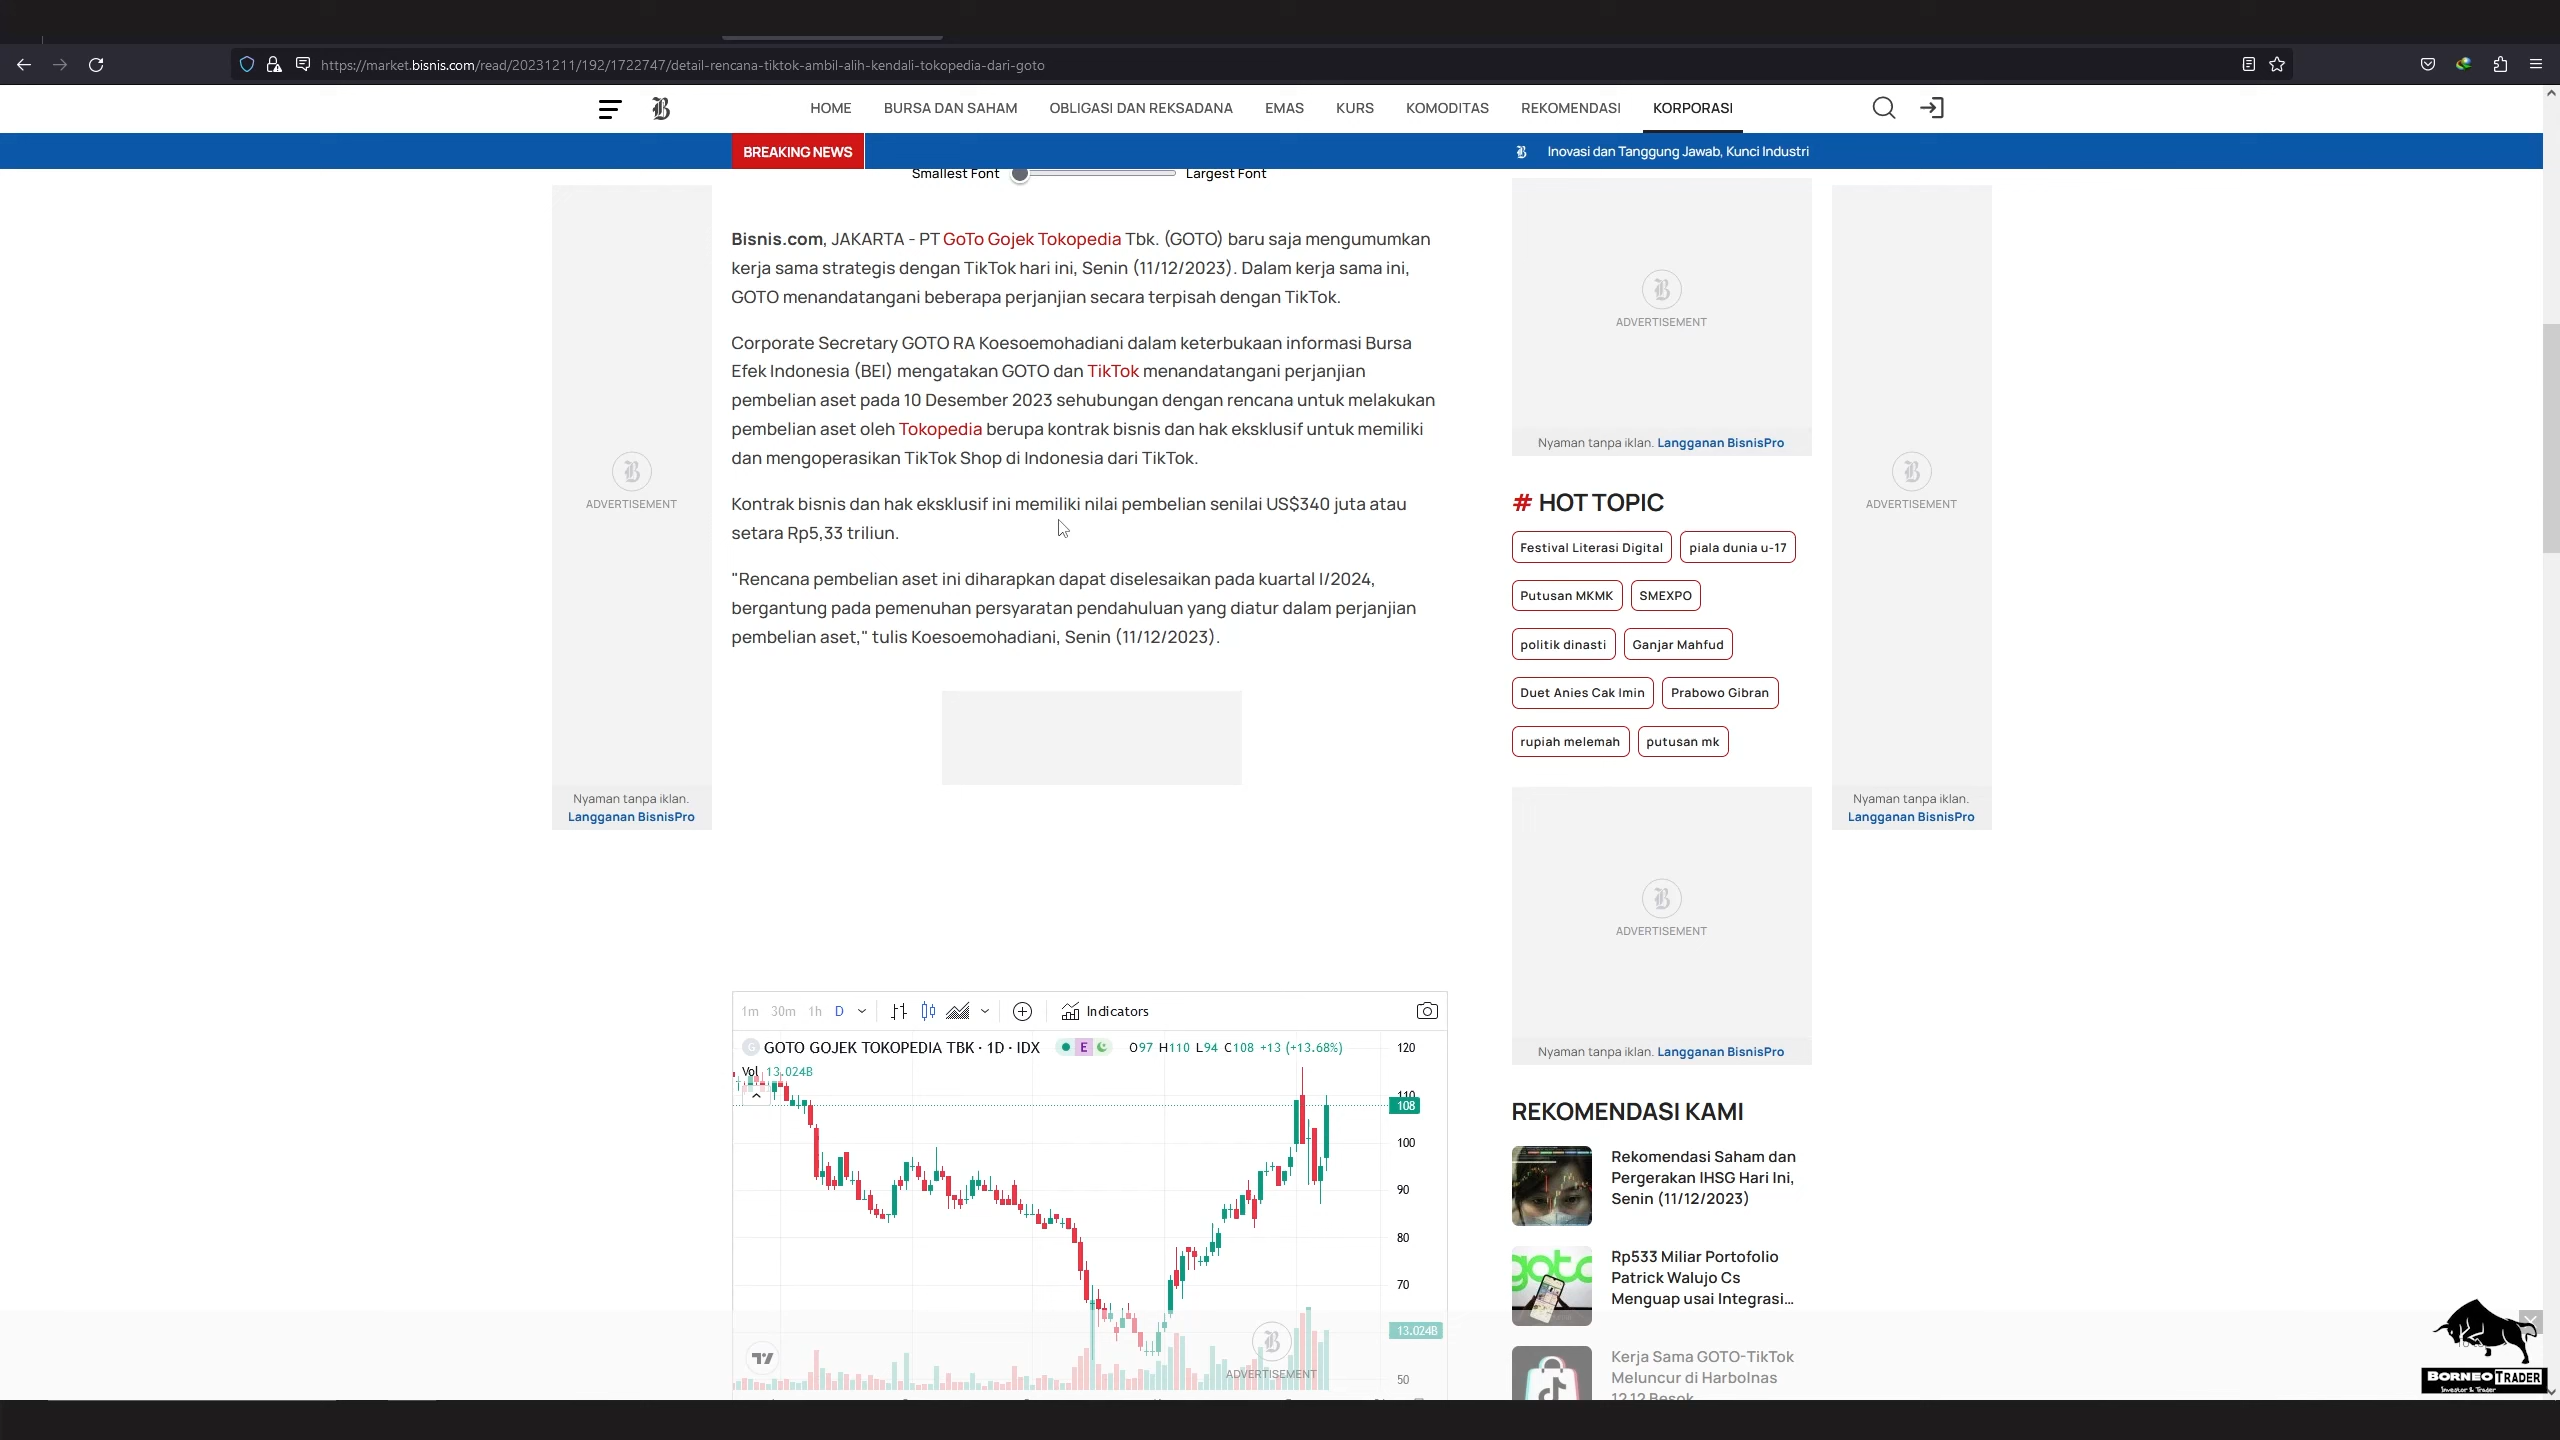 https://market.bisnis.com/read/20231211/192/1722747/detail-rencana-tiktok-ambil-alih-kendali-tokopedia-dari-goto
HOME BURSA DAN SAHAM OBLIGASI DAN REKSADANA EMAS KURS KOMODITAS REKOMENDASI KORPORASI
BREAKING NEWS
Inovasi dan Tanggung Jawab, Kunci Industri
Smallest Font Largest Font
Bisnis.com, JAKARTA - PT GoTo Gojek Tokopedia Tbk. (GOTO) baru saja mengumumkan
kerja sama strategis dengan TikTok hari ini, Senin (11/12/2023). Dalam kerja sama ini,
GOTO menandatangani beberapa perjanjian secara terpisah dengan TikTok.
Corporate Secretary GOTO RA Koesoemohadiani dalam keterbukaan informasi Bursa
Efek Indonesia (BEI) mengatakan GOTO dan TikTok menandatangani perjanjian
pembelian aset pada 10 Desember 2023 sehubungan dengan rencana untuk melakukan
pembelian aset oleh Tokopedia berupa kontrak bisnis dan hak eksklusif untuk memiliki
dan mengoperasikan TikTok Shop di Indonesia dari TikTok.
Kontrak bisnis dan hak eksklusif ini memiliki nilai pembelian senilai US$340 juta atau
setara Rp5,33 triliun.
"Rencana pembelian aset ini diharapkan dapat diselesaikan pada kuartal I/2024,
bergantung pada pemenuhan persyaratan pendahuluan yang diatur dalam perjanjian
pembelian aset," tulis Koesoemohadiani, Senin (11/12/2023).
ADVERTISEMENT
Nyaman tanpa iklan.
Langganan BisnisPro
1m 30m 1h D Indicators
GOTO GOJEK TOKOPEDIA TBK · 1D · IDX E O97 H110 L94 C108 +13 (+13.68%)
Vol 13.024B
120
110
108
100
90
80
70
13.024B
50
ADVERTISEMENT
ADVERTISEMENT
Nyaman tanpa iklan. Langganan BisnisPro
# HOT TOPIC
Festival Literasi Digital piala dunia u-17
Putusan MKMK SMEXPO
politik dinasti Ganjar Mahfud
Duet Anies Cak Imin Prabowo Gibran
rupiah melemah putusan mk
ADVERTISEMENT
Nyaman tanpa iklan. Langganan BisnisPro
REKOMENDASI KAMI
Rekomendasi Saham dan
Pergerakan IHSG Hari Ini,
Senin (11/12/2023)
goto
Rp533 Miliar Portofolio
Patrick Walujo Cs
Menguap usai Integrasi...
Kerja Sama GOTO-TikTok
Meluncur di Harbolnas
12.12 Besok
ADVERTISEMENT
Nyaman tanpa iklan.
Langganan BisnisPro
BORNEO TRADER
Investor & Trader